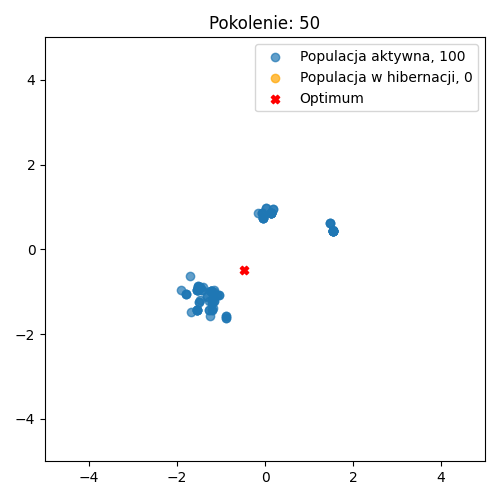 Pokolenie: 50
Populacja aktywna, 100
Populacja w hibernacji, 0
Optimum
4
2
0
−2
−4
−4 −2 0 2 4